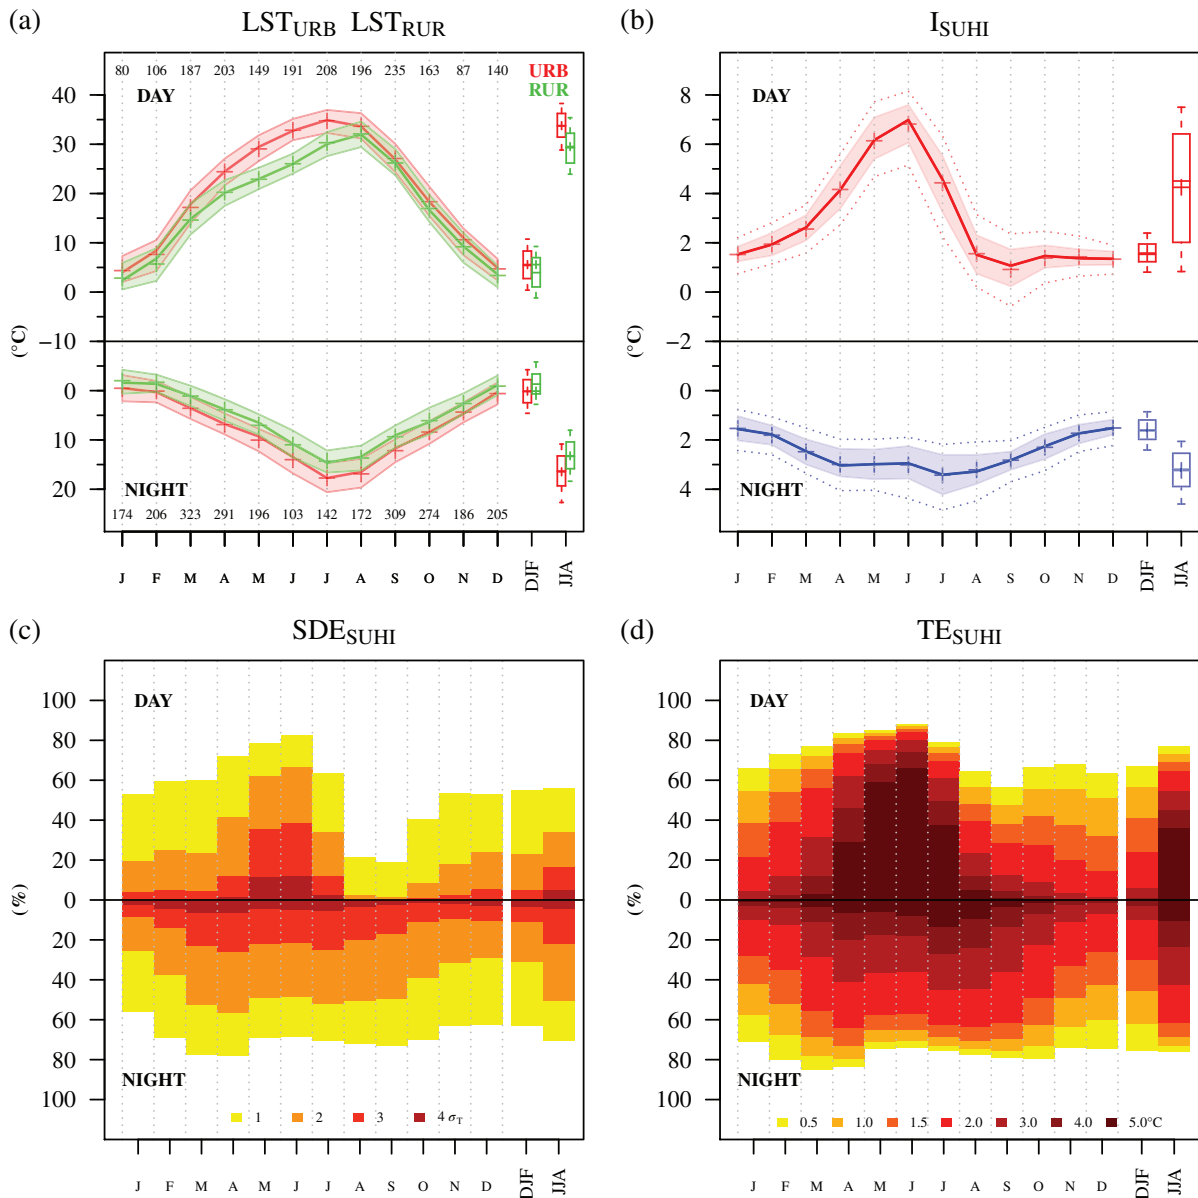 (a) LST_URB LST_RUR
80 106 187 203 149 191 208 196 235 163 87 140 URB
DAY RUR
40
30
20
10
0
−10
0
10
20
(°C)
NIGHT
174 206 323 291 196 103 142 172 309 274 186 205
J F M A M J J A S O N D DJF JJA
(b) I_SUHI
DAY
8
6
4
2
0
−2
0
2
4
(°C)
NIGHT
J F M A M J J A S O N D DJF JJA
(c) SDE_SUHI
DAY
100
80
60
40
20
0
20
40
60
80
100
(%)
NIGHT
1 2 3 4 σ_T
J F M A M J J A S O N D DJF JJA
(d) TE_SUHI
DAY
100
80
60
40
20
0
20
40
60
80
100
(%)
NIGHT
0.5 1.0 1.5 2.0 3.0 4.0 5.0°C
J F M A M J J A S O N D DJF JJA